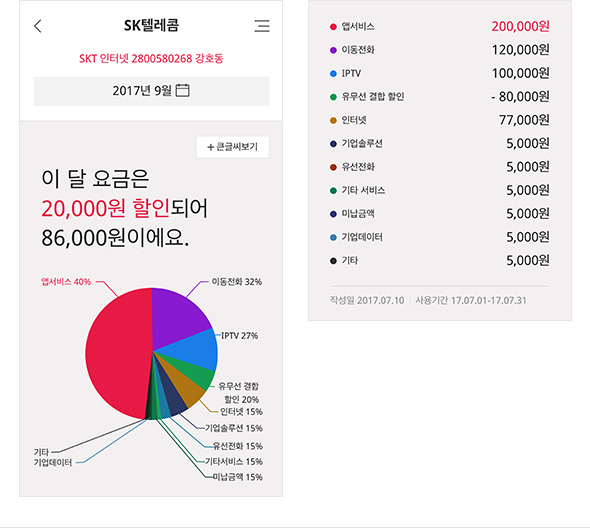 SK텔레콤
SKT 인터넷 2800580268 강호동
2017년 9월
+ 큰글씨보기
이 달 요금은
20,000원 할인되어
86,000원이에요.
앱서비스 40%
이동전화 32%
IPTV 27%
유무선 결합
할인 20%
인터넷 15%
기업솔루션 15%
유선전화 15%
기타서비스 15%
미납금액 15%
기타
기업데이터
앱서비스 200,000원
이동전화 120,000원
IPTV 100,000원
유무선 결합 할인 - 80,000원
인터넷 77,000원
기업솔루션 5,000원
유선전화 5,000원
기타 서비스 5,000원
미납금액 5,000원
기업데이터 5,000원
기타 5,000원
작성일 2017.07.10 | 사용기간 17.07.01-17.07.31